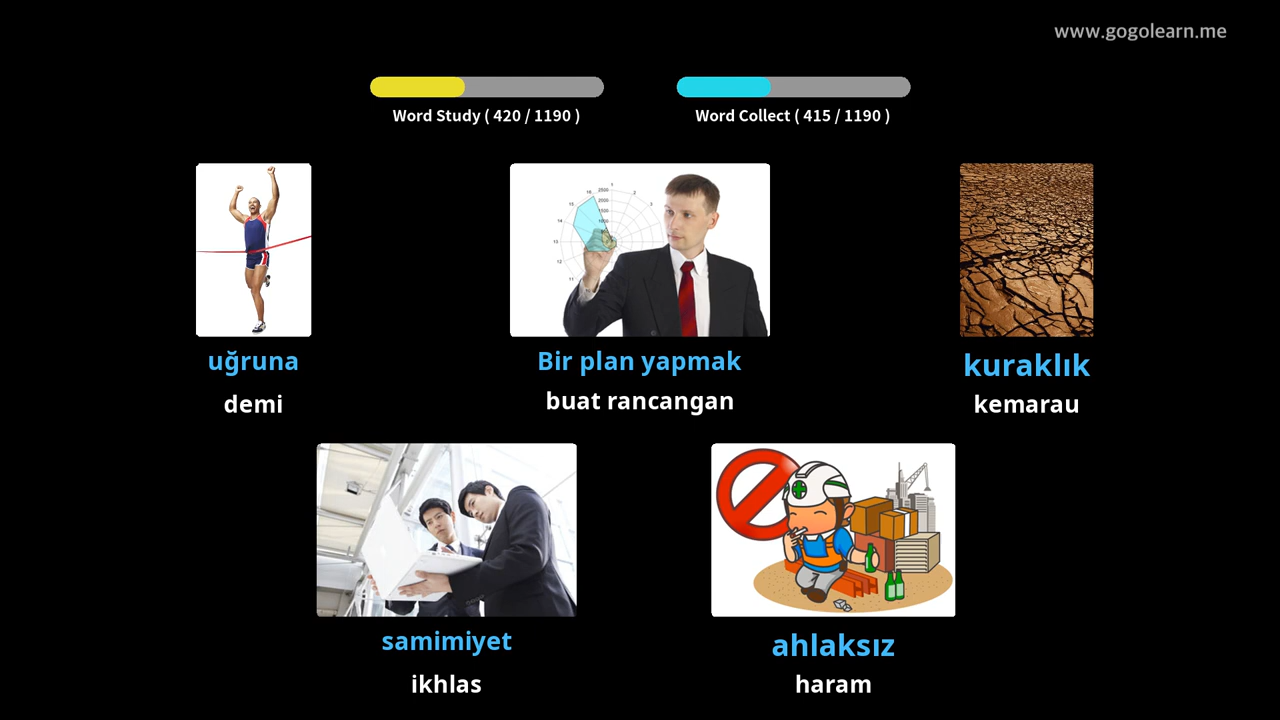 www.gogolearn.me
Word Study ( 420 / 1190 )
Word Collect ( 415 / 1190 )
uğruna
Bir plan yapmak
kuraklık
demi
buat rancangan
kemarau
samimiyet
ahlaksız
ikhlas
haram